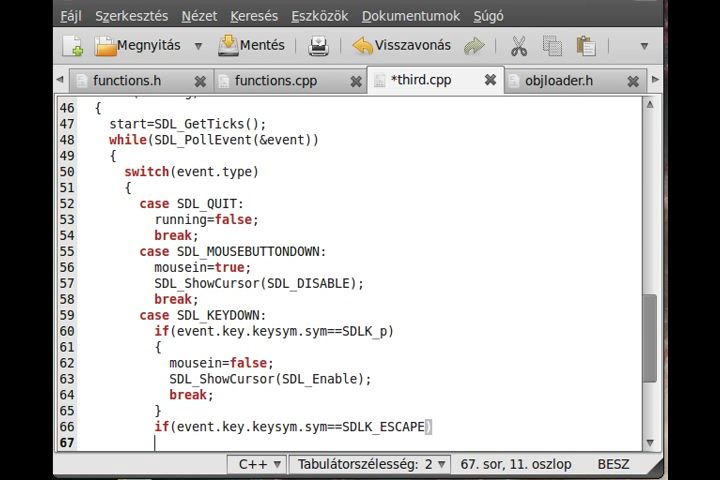 Fájl Szerkesztés Nézet Keresés Eszközök Dokumentumok Súgó
Megnyitás Mentés Visszavonás
functions.h functions.cpp *third.cpp objloader.h
46 {
47 start=SDL_GetTicks();
48 while(SDL_PollEvent(&event))
49 {
50 switch(event.type)
51 {
52 case SDL_QUIT:
53 running=false;
54 break;
55 case SDL_MOUSEBUTTONDOWN:
56 mousein=true;
57 SDL_ShowCursor(SDL_DISABLE);
58 break;
59 case SDL_KEYDOWN:
60 if(event.key.keysym.sym==SDLK_p)
61 {
62 mousein=false;
63 SDL_ShowCursor(SDL_Enable);
64 break;
65 }
66 if(event.key.keysym.sym==SDLK_ESCAPE)
67
C++ Tabulátorszélesség: 2 67. sor, 11. oszlop BESZ